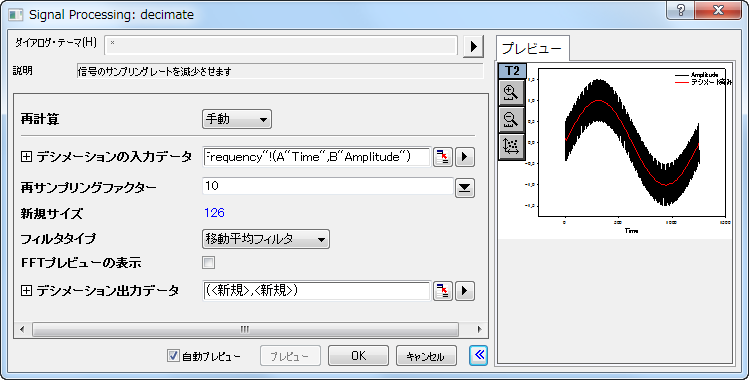 Signal Processing: decimate
ダイアログ・テーマ(H) *
説明 信号のサンプリングレートを減少させます
再計算 手動
デシメーションの入力データ Frequency"!(A"Time",B"Amplitude")
再サンプリングファクター 10
新規サイズ 126
フィルタタイプ 移動平均フィルタ
FFTプレビューの表示
デシメーション出力データ (<新規>,<新規>)
自動プレビュー プレビュー OK キャンセル
プレビュー
T2
Amplitude
デシメート済み
Time